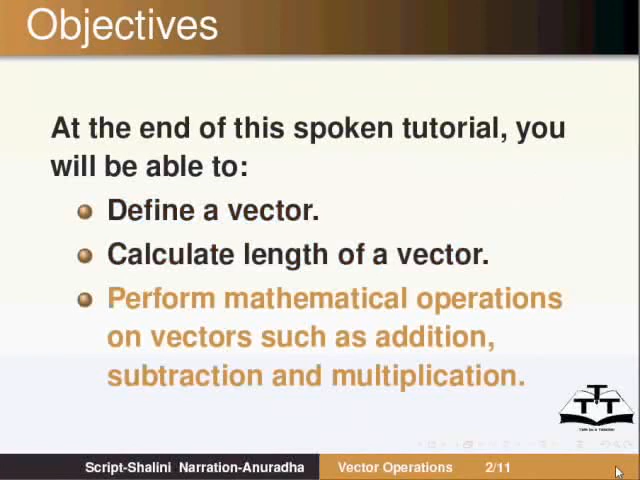 Objectives
At the end of this spoken tutorial, you
will be able to:
Define a vector.
Calculate length of a vector.
Perform mathematical operations
on vectors such as addition,
subtraction and multiplication.
TTT
Script-Shalini Narration-Anuradha Vector Operations 2/11